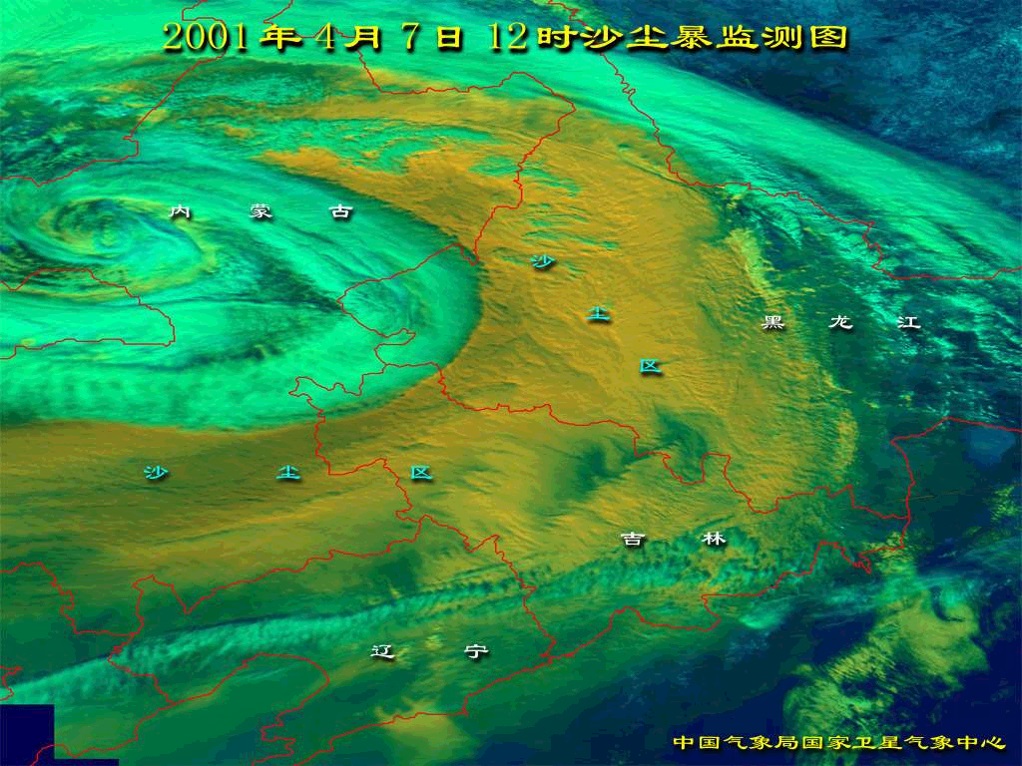 2001年4月7日12时沙尘暴监测图
内蒙古
沙尘区
黑龙江
沙尘区
吉林
辽宁
中国气象局国家卫星气象中心